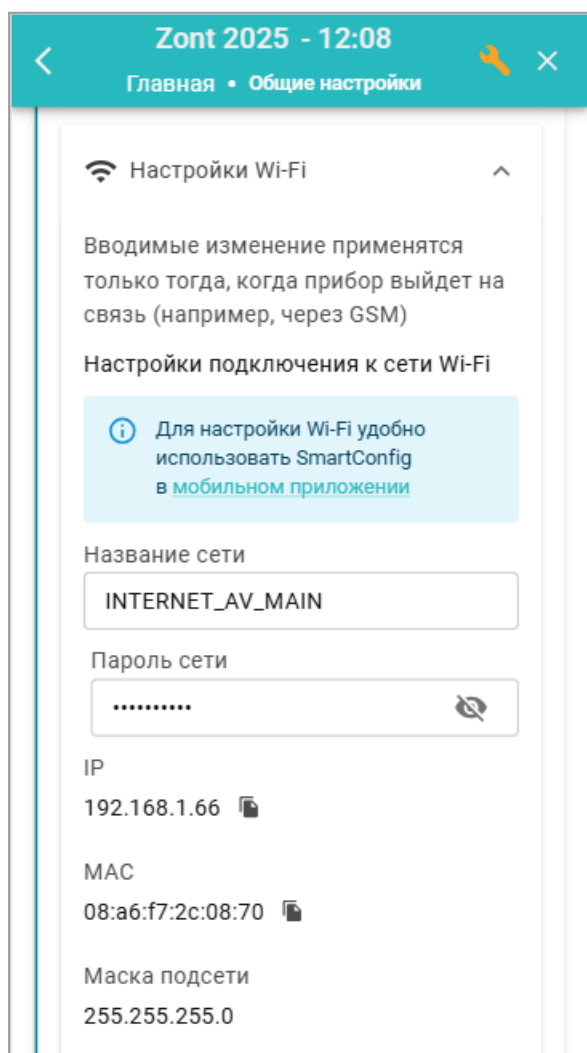 Zont 2025 - 12:08
Главная • Общие настройки
Настройки Wi-Fi
Вводимые изменение применятся
только тогда, когда прибор выйдет на
связь (например, через GSM)
Настройки подключения к сети Wi-Fi
Для настройки Wi-Fi удобно
использовать SmartConfig
в мобильном приложении
Название сети
INTERNET_AV_MAIN
Пароль сети
••••••••••
IP
192.168.1.66
MAC
08:a6:f7:2c:08:70
Маска подсети
255.255.255.0